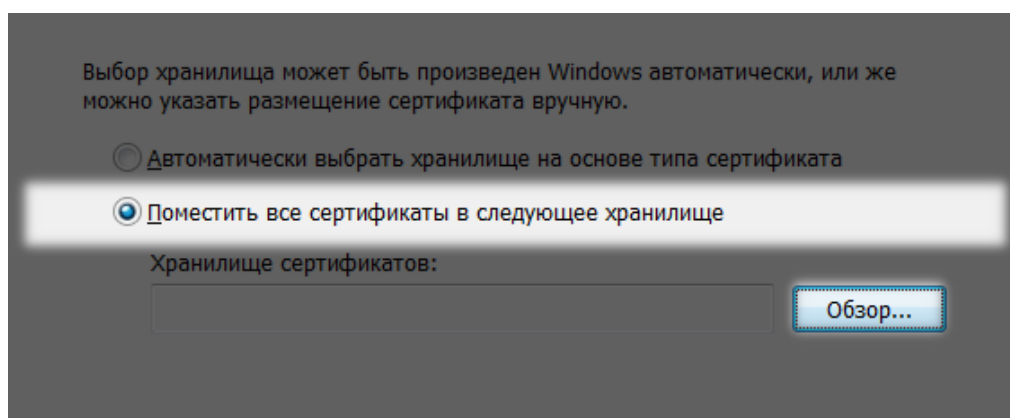 Выбор хранилища может быть произведен Windows автоматически, или же
можно указать размещение сертификата вручную.
Автоматически выбрать хранилище на основе типа сертификата
Поместить все сертификаты в следующее хранилище
Хранилище сертификатов:
Обзор...